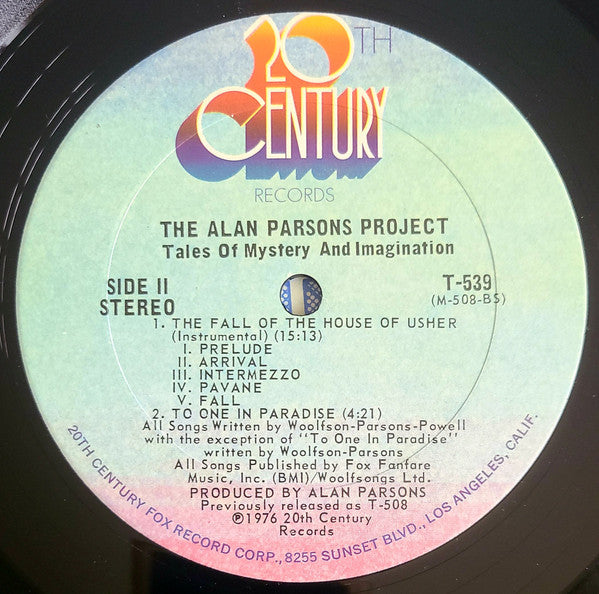 20TH
CENTURY
RECORDS
THE ALAN PARSONS PROJECT
Tales Of Mystery And Imagination
SIDE II
STEREO
T-539
(M-508-BS)
1. THE FALL OF THE HOUSE OF USHER
(Instrumental) (15:13)
I. PRELUDE
II. ARRIVAL
III. INTERMEZZO
IV. PAVANE
V. FALL
2. TO ONE IN PARADISE (4:21)
All Songs Written by Woolfson-Parsons-Powell
with the exception of "To One In Paradise"
written by Woolfson-Parsons
All Songs Published by Fox Fanfare
Music, Inc. (BMI)/Woolfsongs Ltd.
PRODUCED BY ALAN PARSONS
Previously released as T-508
℗1976 20th Century
Records
20TH CENTURY FOX RECORD CORP., 8255 SUNSET BLVD., LOS ANGELES, CALIF.